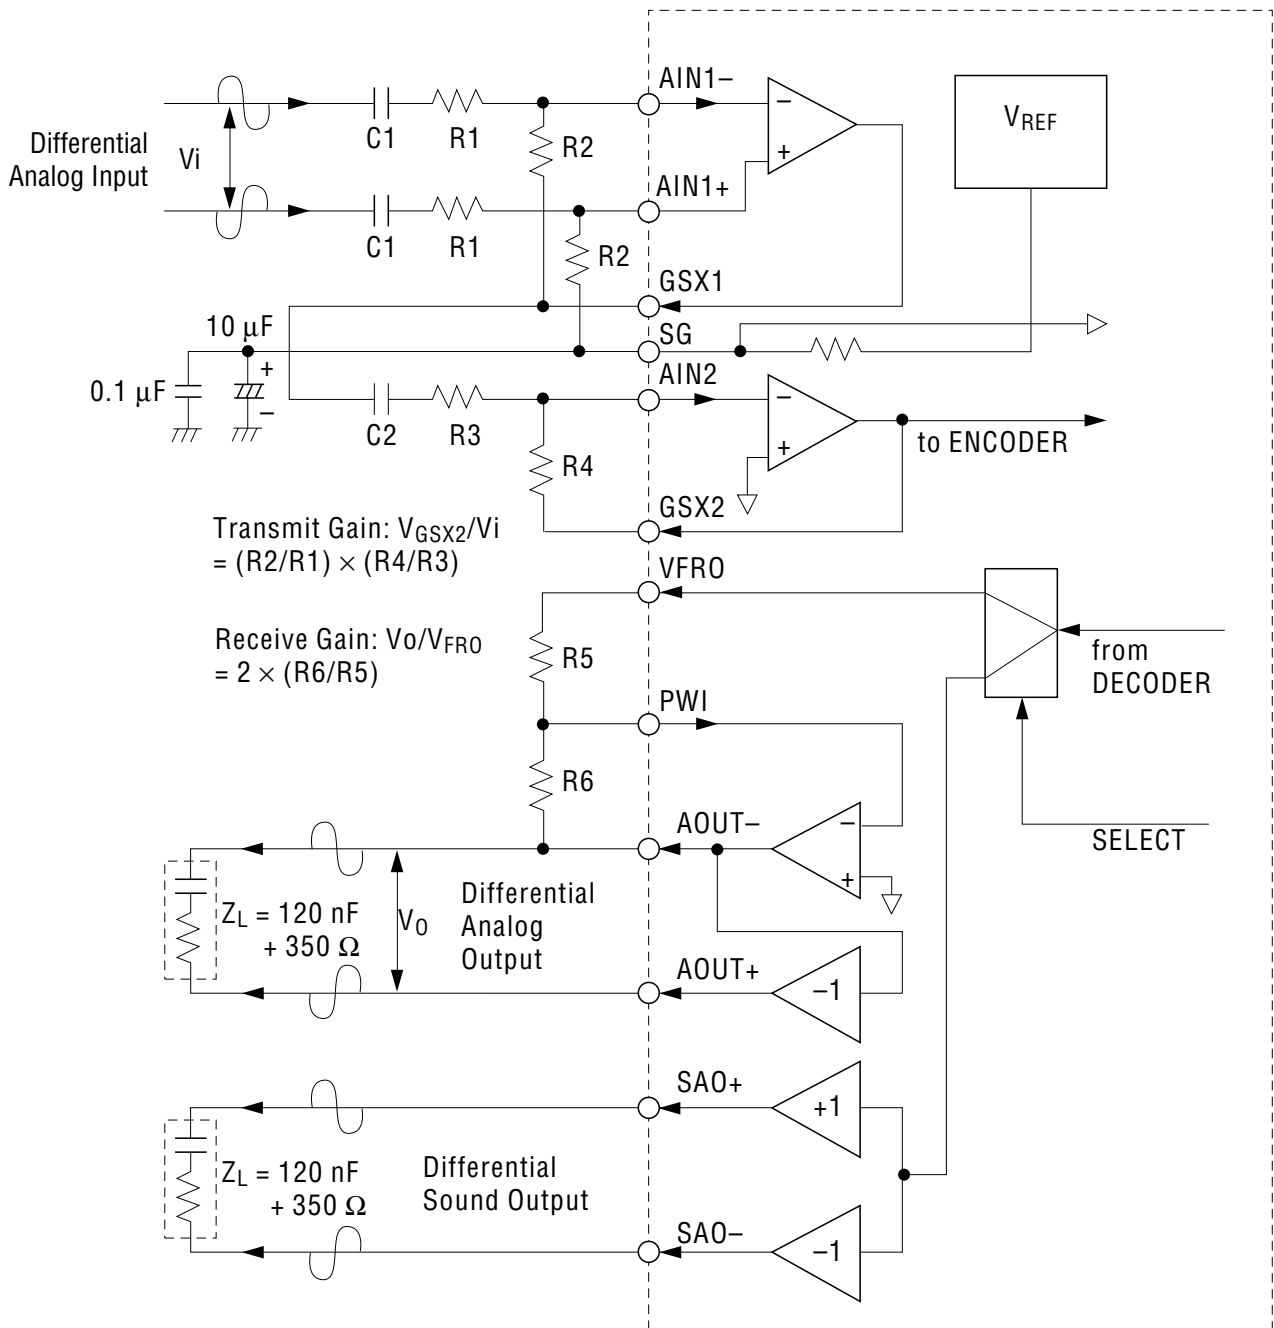 AIN1–
–
VREF
C1
R1
R2
Differential
Analog Input
Vi
+
AIN1+
C1
R1
R2
GSX1
10 µF
SG
+
0.1 µF
–
AIN2
–
C2
R3
+
to ENCODER
R4
GSX2
Transmit Gain: VGSX2/Vi
= (R2/R1) × (R4/R3)
VFRO
Receive Gain: Vo/VFRO
= 2 × (R6/R5)
R5
from
DECODER
PWI
R6
AOUT–
–
+
SELECT
ZL = 120 nF
+ 350 Ω
VO
Differential
Analog
Output
AOUT+
–1
SAO+
+1
ZL = 120 nF
+ 350 Ω
Differential
Sound Output
SAO–
–1